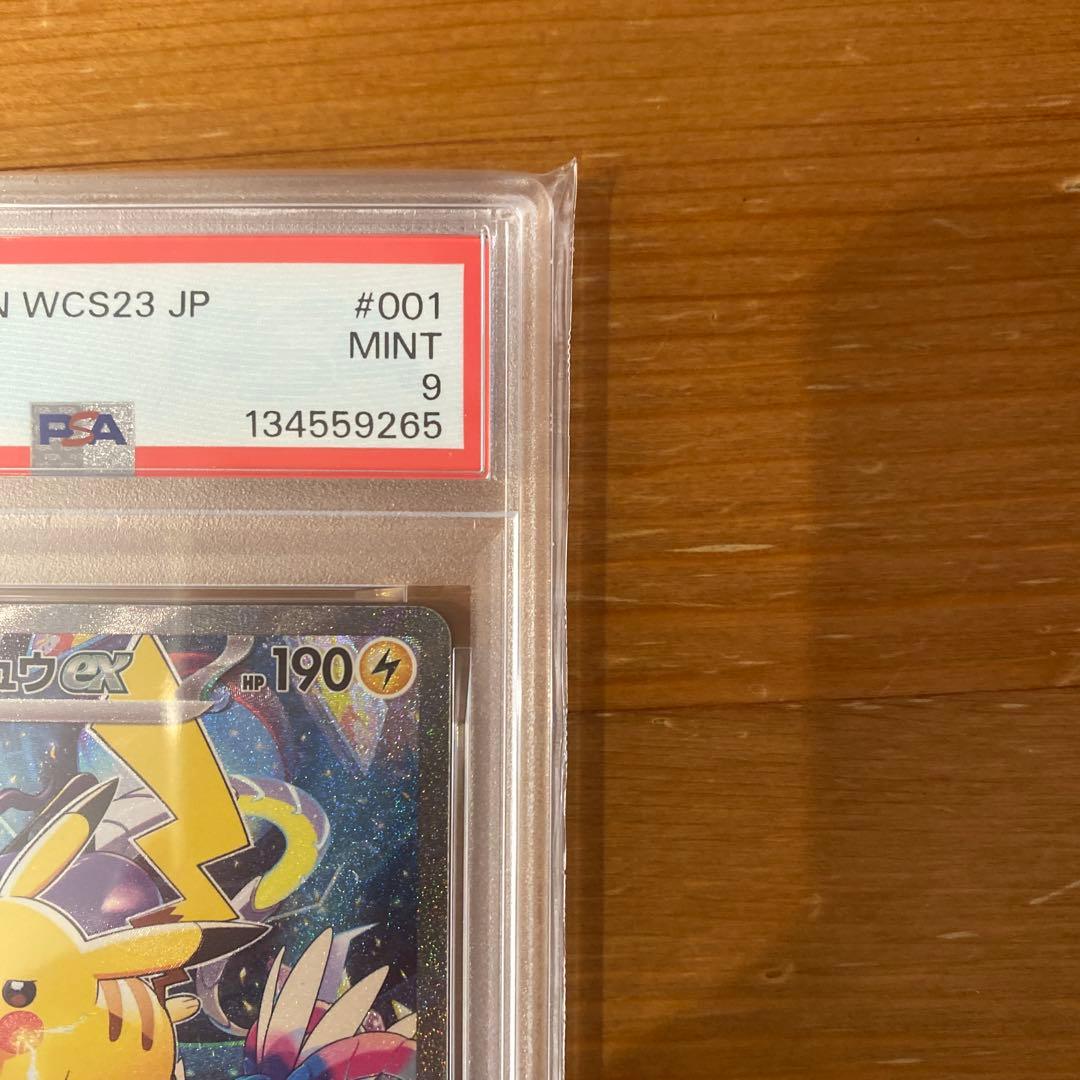 N WCS23 JP #001
MINT
9
PSA 134559265
ュウex HP 190